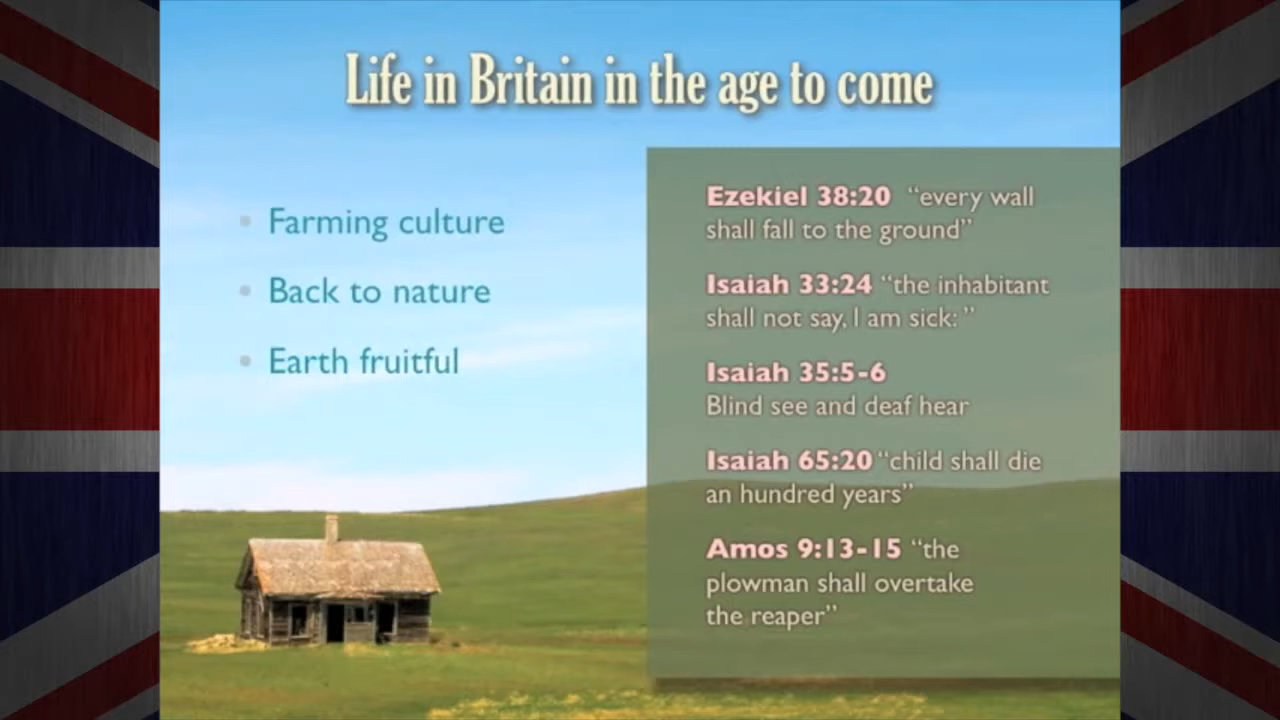 Life in Britain in the age to come
• Farming culture
• Back to nature
• Earth fruitful
Ezekiel 38:20 “every wall
shall fall to the ground”
Isaiah 33:24 “the inhabitant
shall not say, I am sick: ”
Isaiah 35:5-6
Blind see and deaf hear
Isaiah 65:20 “child shall die
an hundred years”
Amos 9:13-15 “the
plowman shall overtake
the reaper”